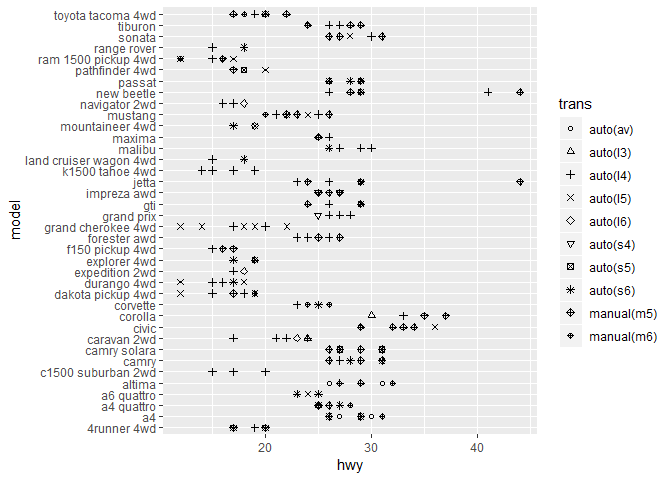 toyota tacoma 4wd
tiburon
sonata
range rover
ram 1500 pickup 4wd
pathfinder 4wd
passat
new beetle
navigator 2wd
mustang
mountaineer 4wd
maxima
malibu
land cruiser wagon 4wd
k1500 tahoe 4wd
jetta
impreza awd
gti
grand prix
grand cherokee 4wd
forester awd
f150 pickup 4wd
explorer 4wd
expedition 2wd
durango 4wd
dakota pickup 4wd
corvette
corolla
civic
caravan 2wd
camry solara
camry
c1500 suburban 2wd
altima
a6 quattro
a4 quattro
a4
4runner 4wd
model
20
30
40
hwy
trans
auto(av)
auto(l3)
auto(l4)
auto(l5)
auto(l6)
auto(s4)
auto(s5)
auto(s6)
manual(m5)
manual(m6)